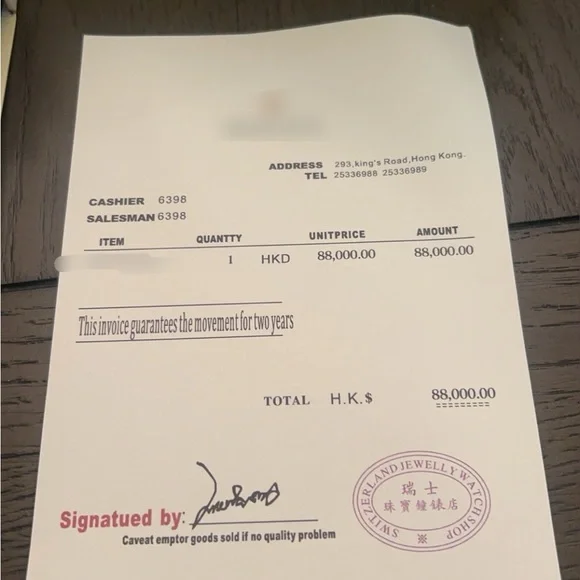 ADDRESS 293,king's Road,Hong Kong.
TEL 25336988 25336989
CASHIER 6398
SALESMAN 6398
ITEM QUANTTY UNITPRICE AMOUNT
1 HKD 88,000.00 88,000.00
This invoice guarantees the movement for two years
TOTAL H.K.$ 88,000.00
SWITZERLAND JEWELLY WATCH SHOP
瑞士
珠寶鐘錶店
Signatued by:
Caveat emptor goods sold if no quality problem